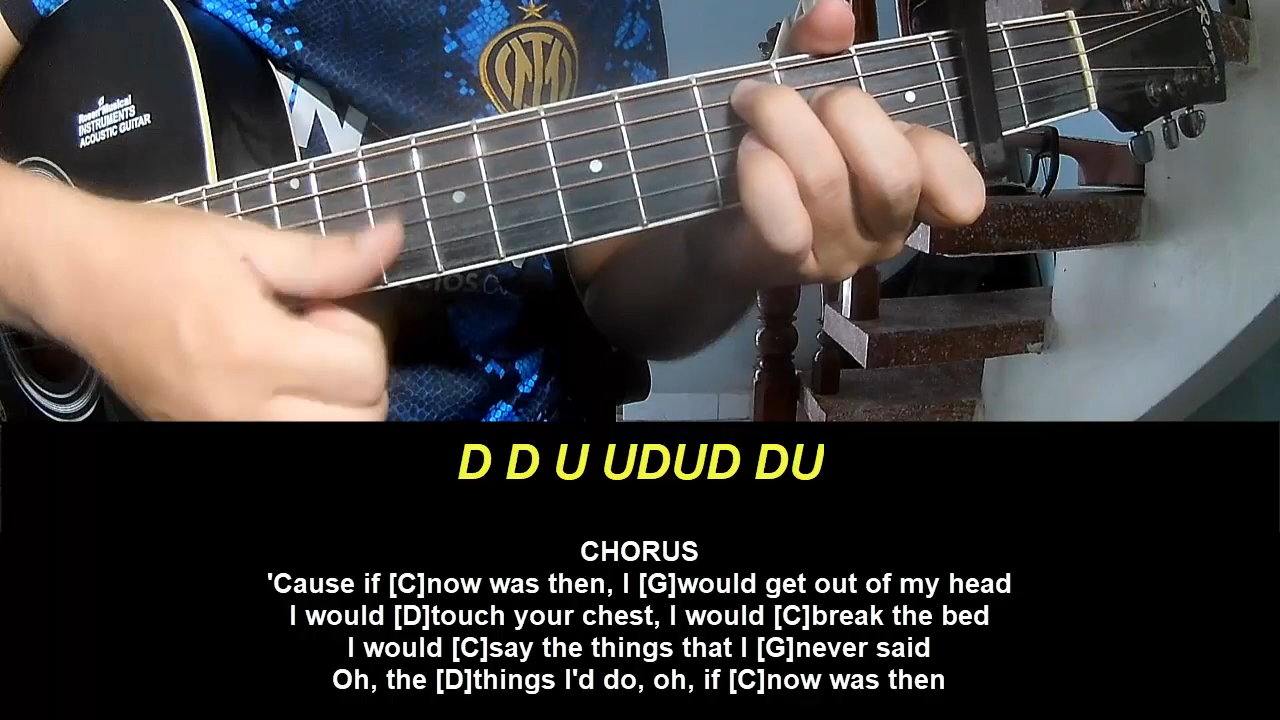 Rosen Musical
INSTRUMENTS
ACOUSTIC GUITAR
D D U UDUD DU
CHORUS
'Cause if [C]now was then, I [G]would get out of my head
I would [D]touch your chest, I would [C]break the bed
I would [C]say the things that I [G]never said
Oh, the [D]things I'd do, oh, if [C]now was then